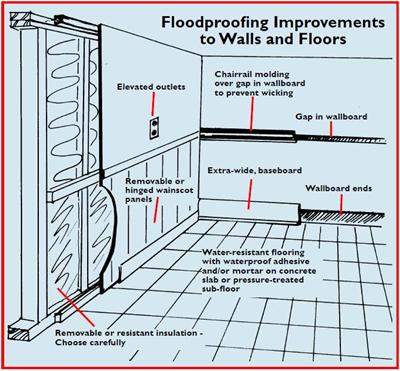 Floodproofing Improvements
to Walls and Floors
Elevated outlets
Chairrail molding
over gap in wallboard
to prevent wicking
Gap in wallboard
Removable or
hinged wainscot
panels
Extra-wide, baseboard
Wallboard ends
Water-resistant flooring
with waterproof adhesive
and/or mortar on concrete
slab or pressure-treated
sub-floor
Removable or resistant insulation -
Choose carefully